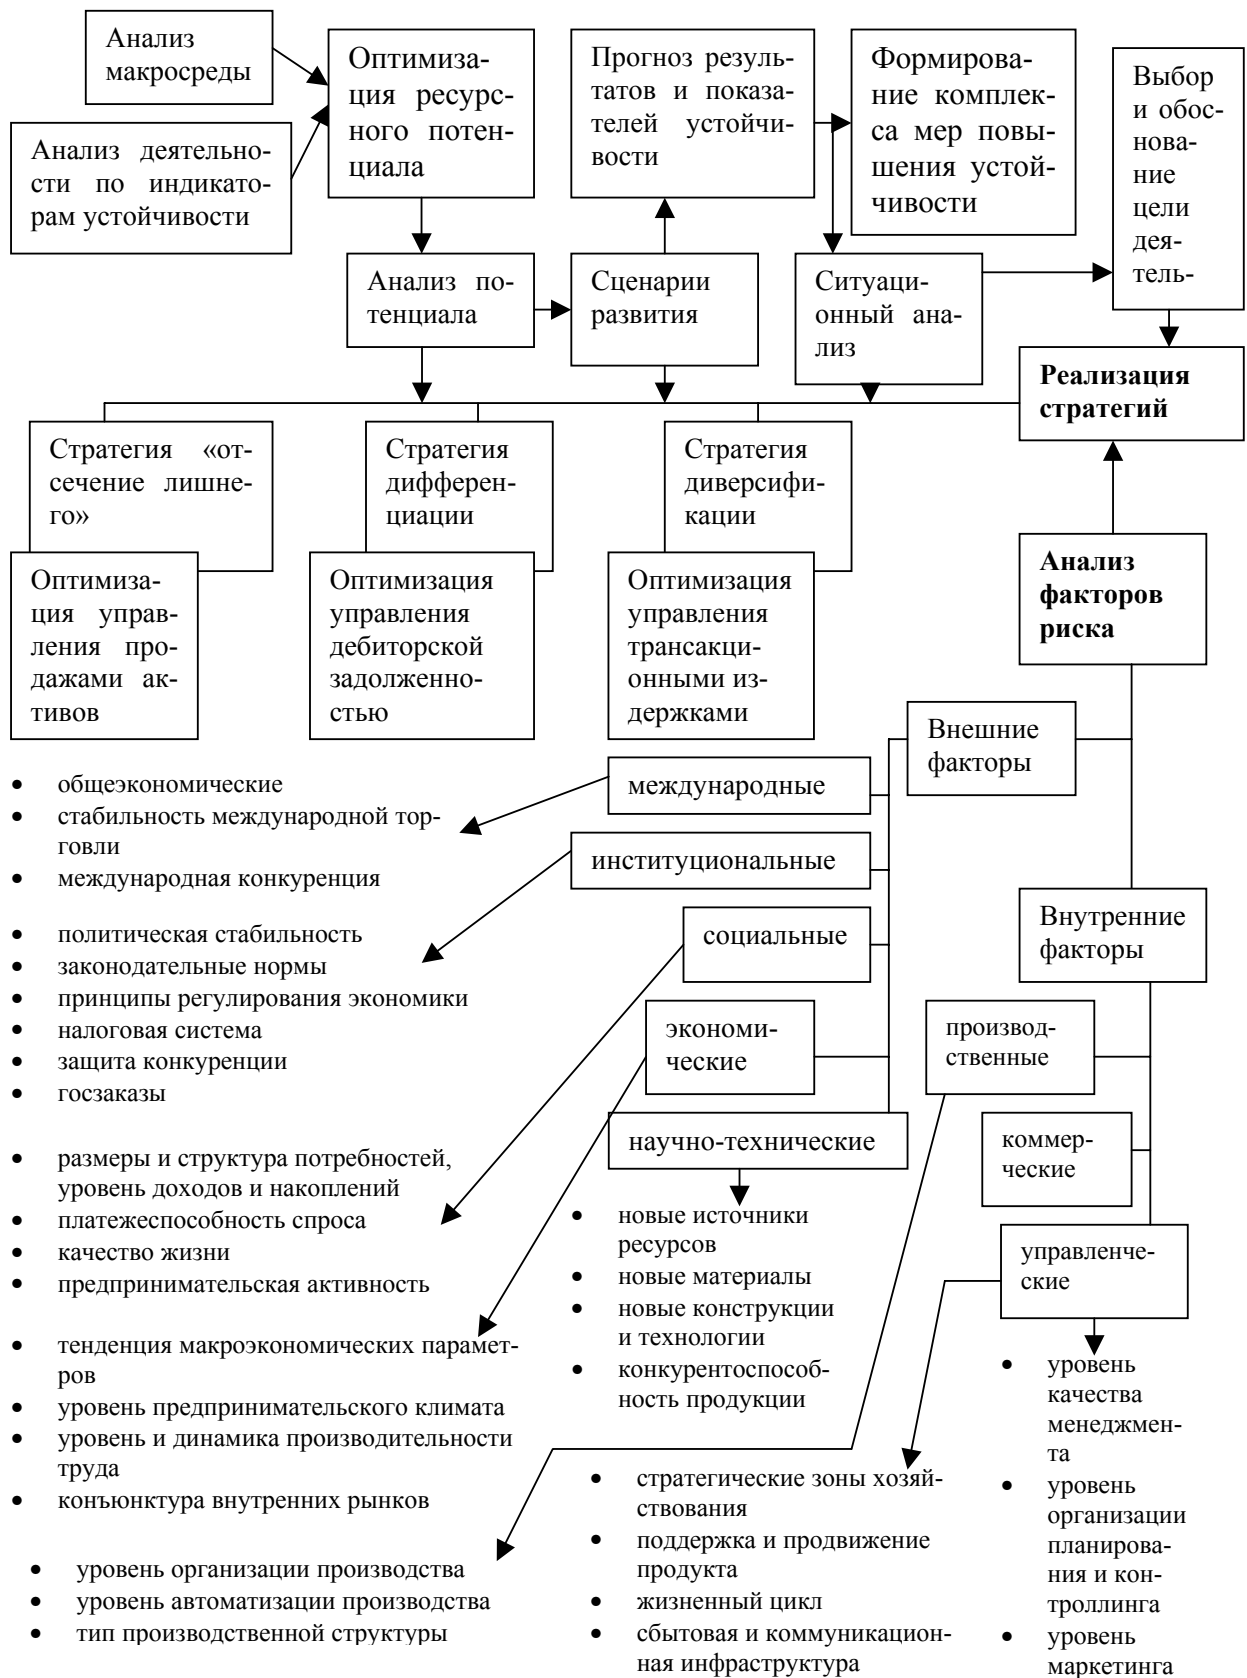 Анализ
макросреды
Анализ деятельно-
сти по индикато-
рам устойчивости
Оптимиза-
ция ресурс-
ного потен-
циала
Прогноз резуль-
татов и показа-
телей устойчи-
вости
Формирова-
ние комплек-
са мер повы-
шения устой-
чивости
Выбор
и обос-
нова-
ние
цели
дея-
тель-
Анализ по-
тенциала
Сценарии
развития
Ситуаци-
онный ана-
лиз
Реализация
стратегий
Стратегия «от-
сечение лишне-
го»
Стратегия
дифферен-
циации
Стратегия
диверсифи-
кации
Оптимиза-
ция управ-
ления про-
дажами ак-
тивов
Оптимизация
управления
дебиторской
задолженно-
стью
Оптимизация
управления
трансакци-
онными из-
держками
Анализ
факторов
риска
Внешние
факторы
Внутренние
факторы
международные
институциональные
социальные
экономи-
ческие
научно-технические
производ-
ственные
коммер-
ческие
управленче-
ские
• общеэкономические
• стабильность международной тор-
говли
• международная конкуренция
• политическая стабильность
• законодательные нормы
• принципы регулирования экономики
• налоговая система
• защита конкуренции
• госзаказы
• размеры и структура потребностей,
уровень доходов и накоплений
• платежеспособность спроса
• качество жизни
• предпринимательская активность
• тенденция макроэкономических парамет-
ров
• уровень предпринимательского климата
• уровень и динамика производительности
труда
• конъюнктура внутренних рынков
• уровень организации производства
• уровень автоматизации производства
• тип производственной структуры
• новые источники
ресурсов
• новые материалы
• новые конструкции
и технологии
• конкурентоспособ-
ность продукции
• стратегические зоны хозяй-
ствования
• поддержка и продвижение
продукта
• жизненный цикл
• сбытовая и коммуникацион-
ная инфраструктура
• уровень
качества
менеджмен-
та
• уровень
организации
планирова-
ния и кон-
троллинга
• уровень
маркетинга